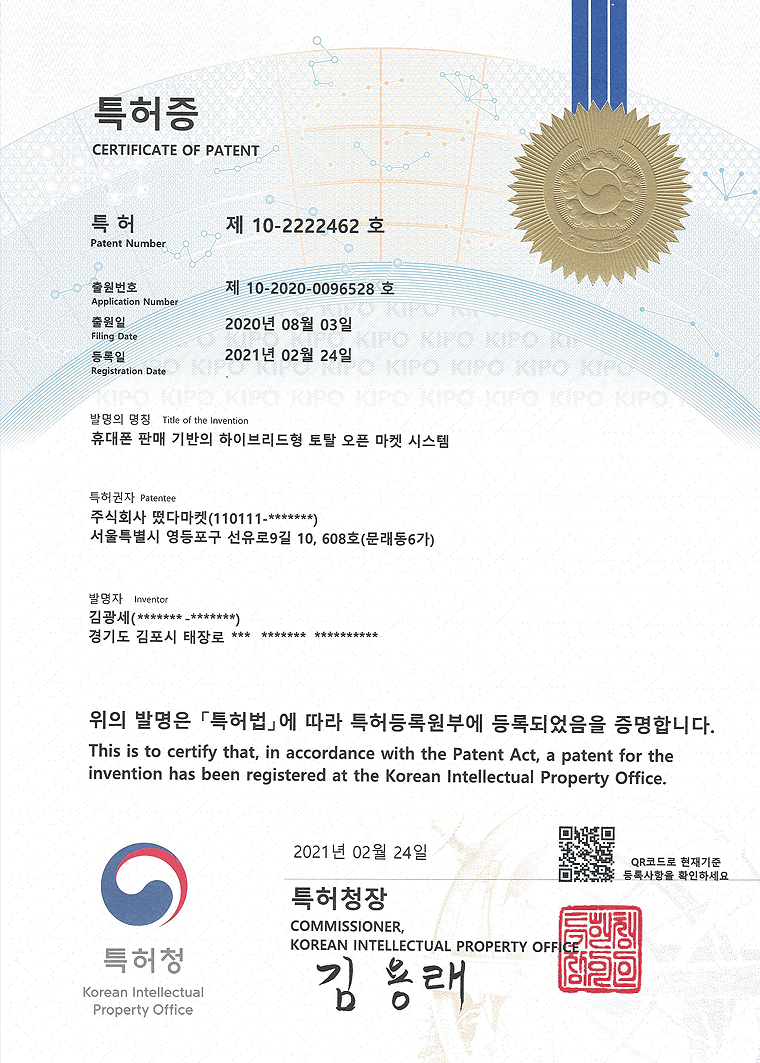 특허증
CERTIFICATE OF PATENT
특 허 제 10-2222462 호
Patent Number
출원번호 제 10-2020-0096528 호
Application Number
출원일 2020년 08월 03일
Filing Date
등록일 2021년 02월 24일
Registration Date
KIPO KIPO KIPO KIPO KIPO KIPO KIPO KIPO
발명의 명칭 Title of the Invention
휴대폰 판매 기반의 하이브리드형 토탈 오픈 마켓 시스템
특허권자 Patentee
주식회사 떴다마켓(110111-*******)
서울특별시 영등포구 선유로9길 10, 608호(문래동6가)
발명자 Inventor
김광세(*******-*******)
경기도 김포시 태장로 *** ******* **********
위의 발명은 「특허법」에 따라 특허등록원부에 등록되었음을 증명합니다.
This is to certify that, in accordance with the Patent Act, a patent for the
invention has been registered at the Korean Intellectual Property Office.
2021년 02월 24일
QR코드로 현재기준
등록사항을 확인하세요
특허청장
COMMISSIONER,
KOREAN INTELLECTUAL PROPERTY OFFICE
김용래
특허청
Korean Intellectual
Property Office